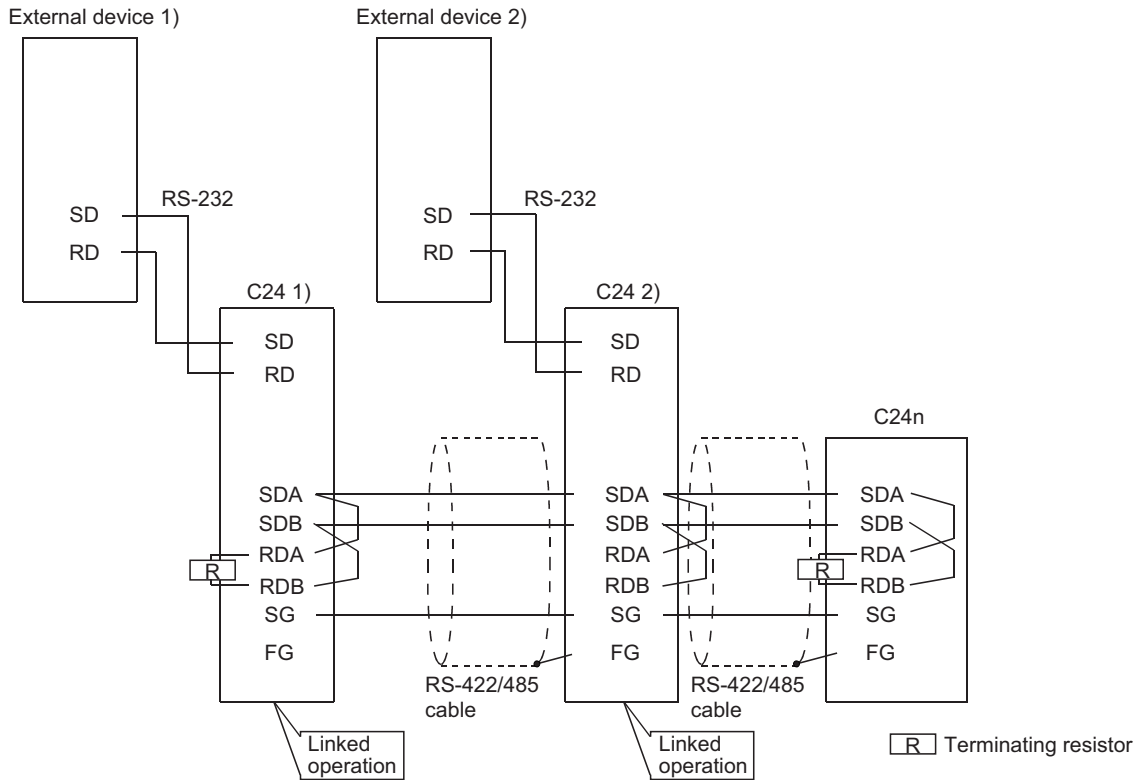 External device 1)
External device 2)
SD
RS-232
RD
SD
RS-232
RD
C24 1)
SD
RD
C24 2)
SD
RD
C24n
SDA
SDB
RDA
R
RDB
SG
FG
SDA
SDB
RDA
RDB
SG
FG
SDA
SDB
RDA
R
RDB
SG
FG
RS-422/485
cable
RS-422/485
cable
Linked
operation
Linked
operation
R Terminating resistor